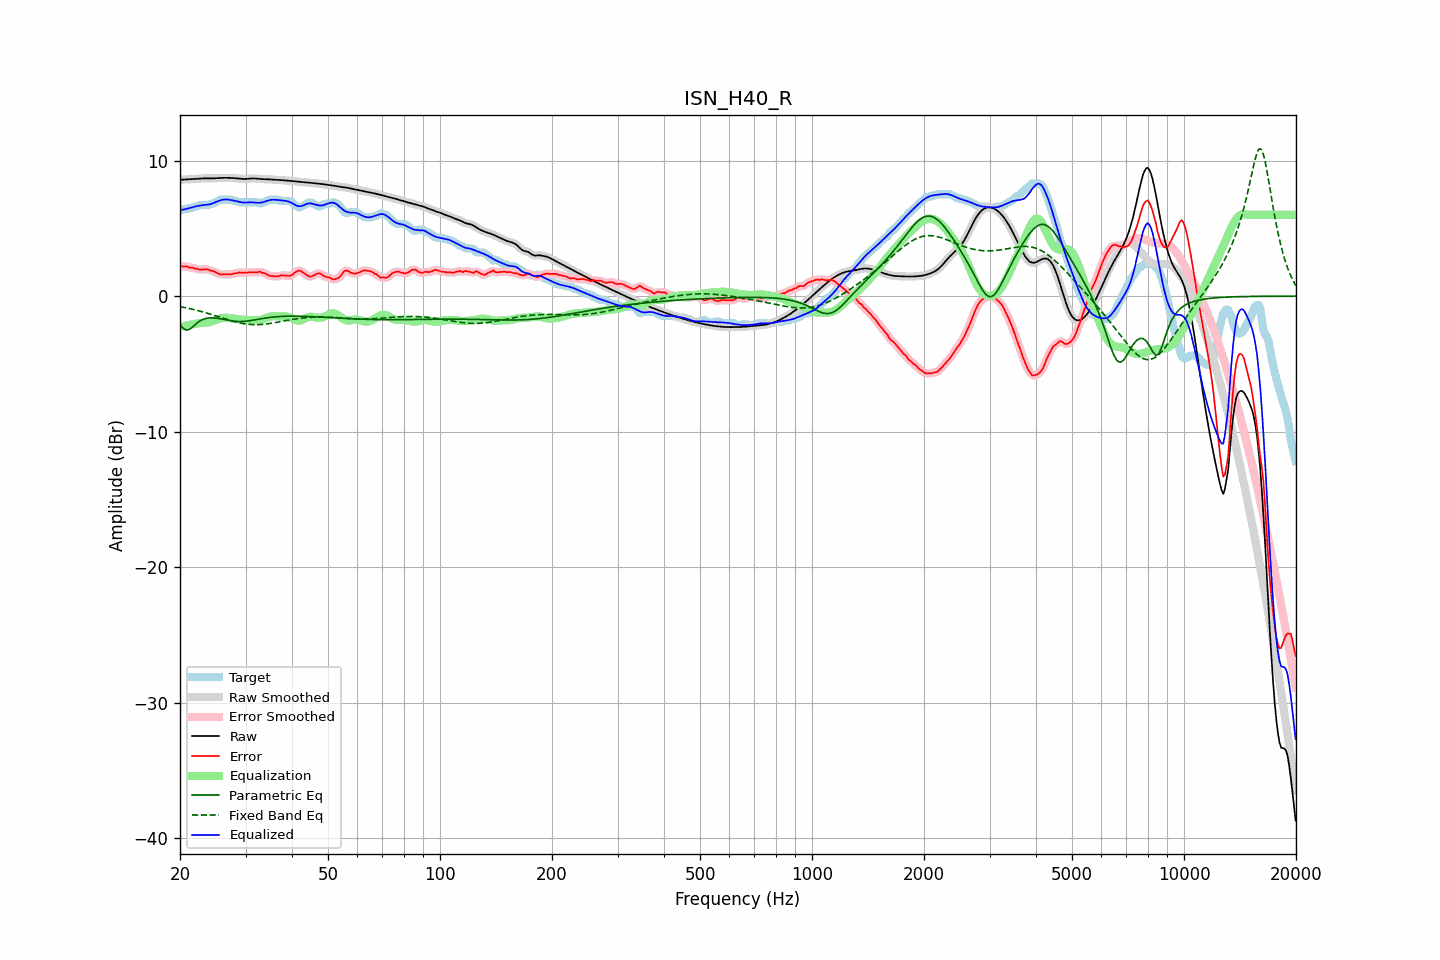 ISN_H40_R
10
0
−10
−20
−30
−40
Amplitude (dBr)
Target
Raw Smoothed
Error Smoothed
Raw
Error
Equalization
Parametric Eq
Fixed Band Eq
Equalized
20 50 100 200 500 1000 2000 5000 10000 20000
Frequency (Hz)